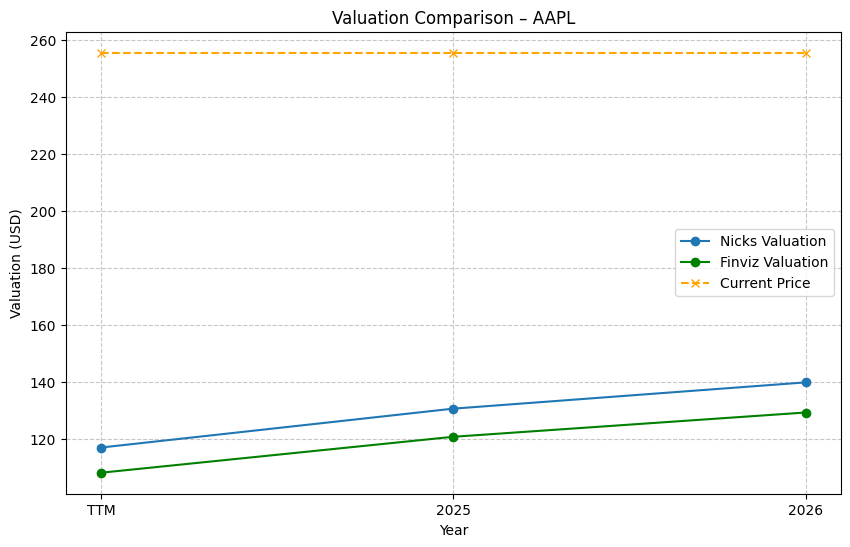 Valuation Comparison – AAPL
Valuation (USD)
260
240
220
200
180
160
140
120
Nicks Valuation
Finviz Valuation
Current Price
TTM
2025
2026
Year